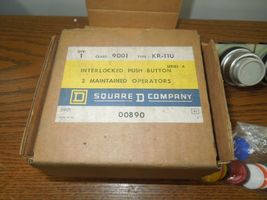 QTY. 1 CLASS 9001 TYPE KR-11U
SERIES A
INTERLOCKED PUSH BUTTON
2 MAINTAINED OPERATORS
D SQUARE D COMPANY
00890